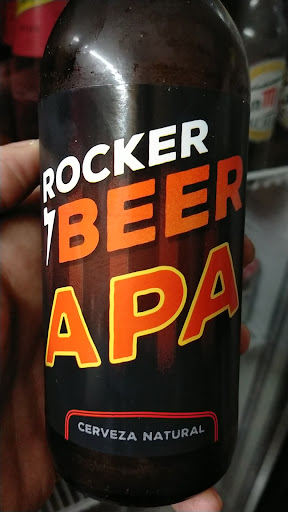 ROCKER
BEER
APA
CERVEZA NATURAL